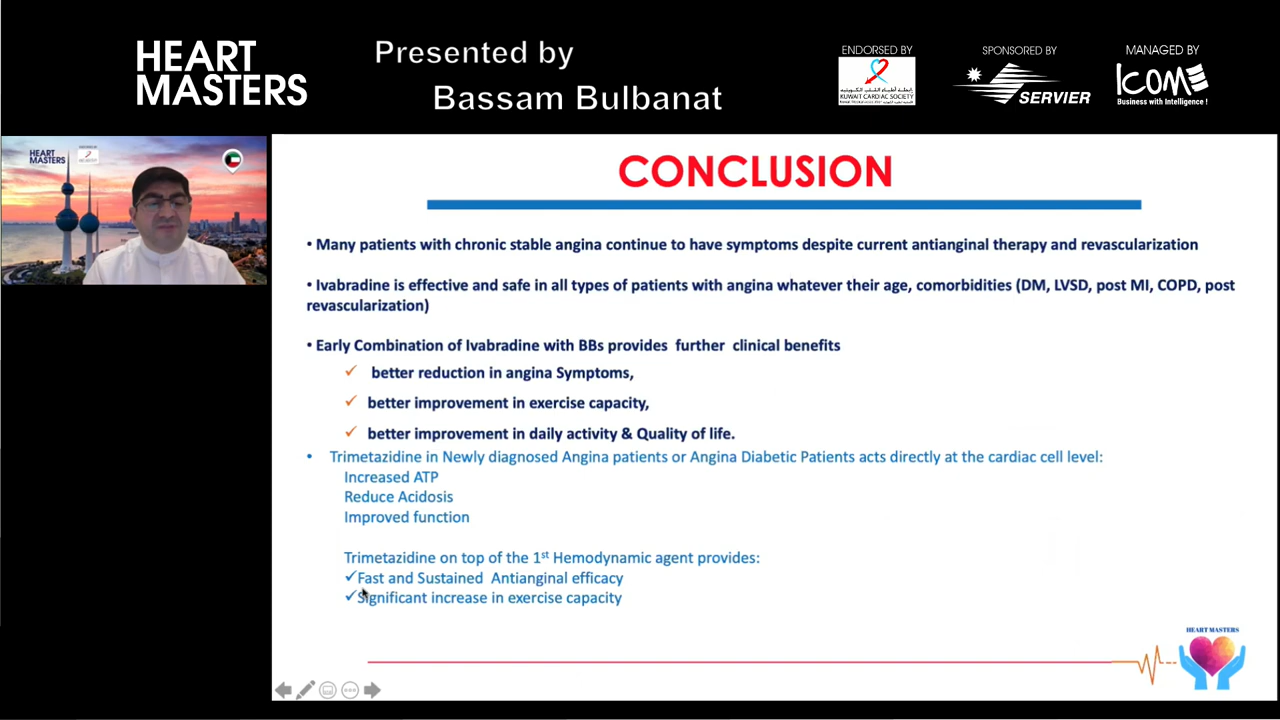 HEART
MASTERS
Presented by
Bassam Bulbanat
ENDORSED BY
KUWAIT CARDIAC SOCIETY
SPONSORED BY
SERVIER
MANAGED BY
ICOME
Business with Intelligence !
HEART
MASTERS
CONCLUSION
• Many patients with chronic stable angina continue to have symptoms despite current antianginal therapy and revascularization
• Ivabradine is effective and safe in all types of patients with angina whatever their age, comorbidities (DM, LVSD, post MI, COPD, post
revascularization)
• Early Combination of Ivabradine with BBs provides further clinical benefits
✓ better reduction in angina Symptoms,
✓ better improvement in exercise capacity,
✓ better improvement in daily activity & Quality of life.
• Trimetazidine in Newly diagnosed Angina patients or Angina Diabetic Patients acts directly at the cardiac cell level:
Increased ATP
Reduce Acidosis
Improved function
Trimetazidine on top of the 1st Hemodynamic agent provides:
✓Fast and Sustained Antianginal efficacy
✓Significant increase in exercise capacity
HEART MASTERS